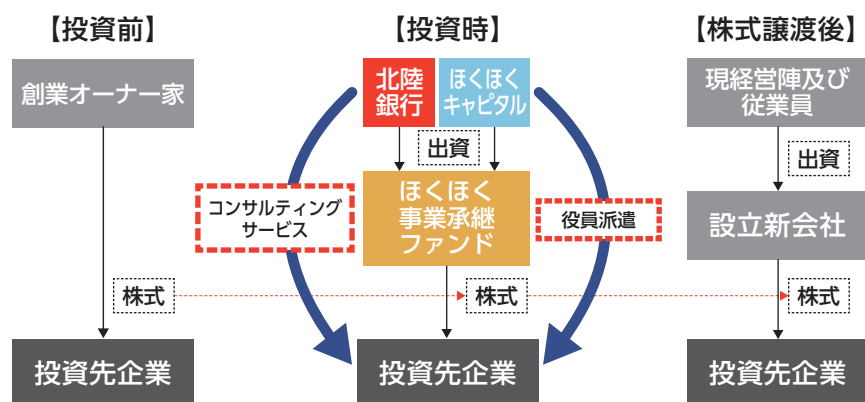 【投資前】
創業オーナー家
株式
投資先企業
【投資時】
北陸
銀行
ほくほく
キャピタル
出資
ほくほく
事業承継
ファンド
コンサルティング
サービス
役員派遣
株式
投資先企業
【株式譲渡後】
現経営陣及び
従業員
出資
設立新会社
株式
投資先企業